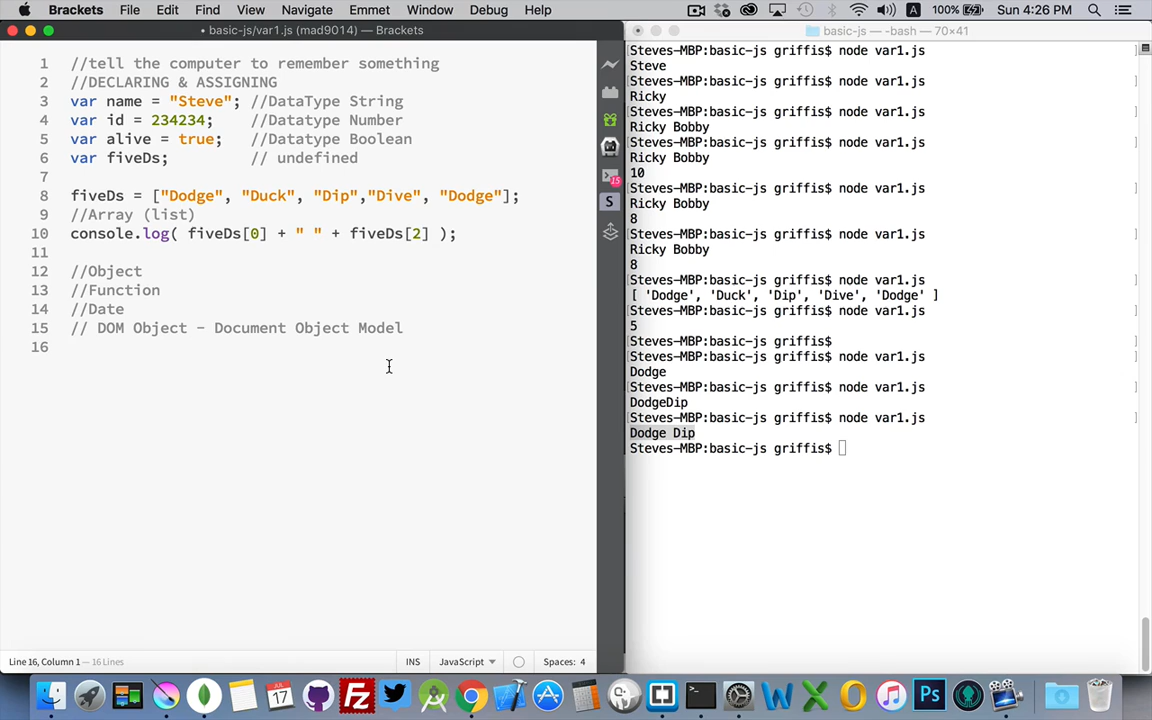 Brackets File Edit Find View Navigate Emmet Window Debug Help 100% Sun 4:26 PM
• basic-js/var1.js (mad9014) — Brackets
1 //tell the computer to remember something
2 //DECLARING & ASSIGNING
3 var name = "Steve"; //DataType String
4 var id = 234234; //Datatype Number
5 var alive = true; //Datatype Boolean
6 var fiveDs; // undefined
7
8 fiveDs = ["Dodge", "Duck", "Dip","Dive", "Dodge"];
9 //Array (list)
10 console.log( fiveDs[0] + " " + fiveDs[2] );
11
12 //Object
13 //Function
14 //Date
15 // DOM Object - Document Object Model
16
Line 16, Column 1 — 16 Lines
INS JavaScript Spaces: 4
basic-js — -bash — 70×41
[Steves-MBP:basic-js griffis$ node var1.js ]
Steve
[Steves-MBP:basic-js griffis$ node var1.js ]
Ricky
[Steves-MBP:basic-js griffis$ node var1.js ]
Ricky Bobby
[Steves-MBP:basic-js griffis$ node var1.js ]
Ricky Bobby
10
[Steves-MBP:basic-js griffis$ node var1.js ]
Ricky Bobby
8
[Steves-MBP:basic-js griffis$ node var1.js ]
Ricky Bobby
8
[Steves-MBP:basic-js griffis$ node var1.js ]
[ 'Dodge', 'Duck', 'Dip', 'Dive', 'Dodge' ]
[Steves-MBP:basic-js griffis$ node var1.js ]
5
[Steves-MBP:basic-js griffis$ ]
[Steves-MBP:basic-js griffis$ node var1.js ]
Dodge
[Steves-MBP:basic-js griffis$ node var1.js ]
DodgeDip
[Steves-MBP:basic-js griffis$ node var1.js ]
Dodge Dip
Steves-MBP:basic-js griffis$